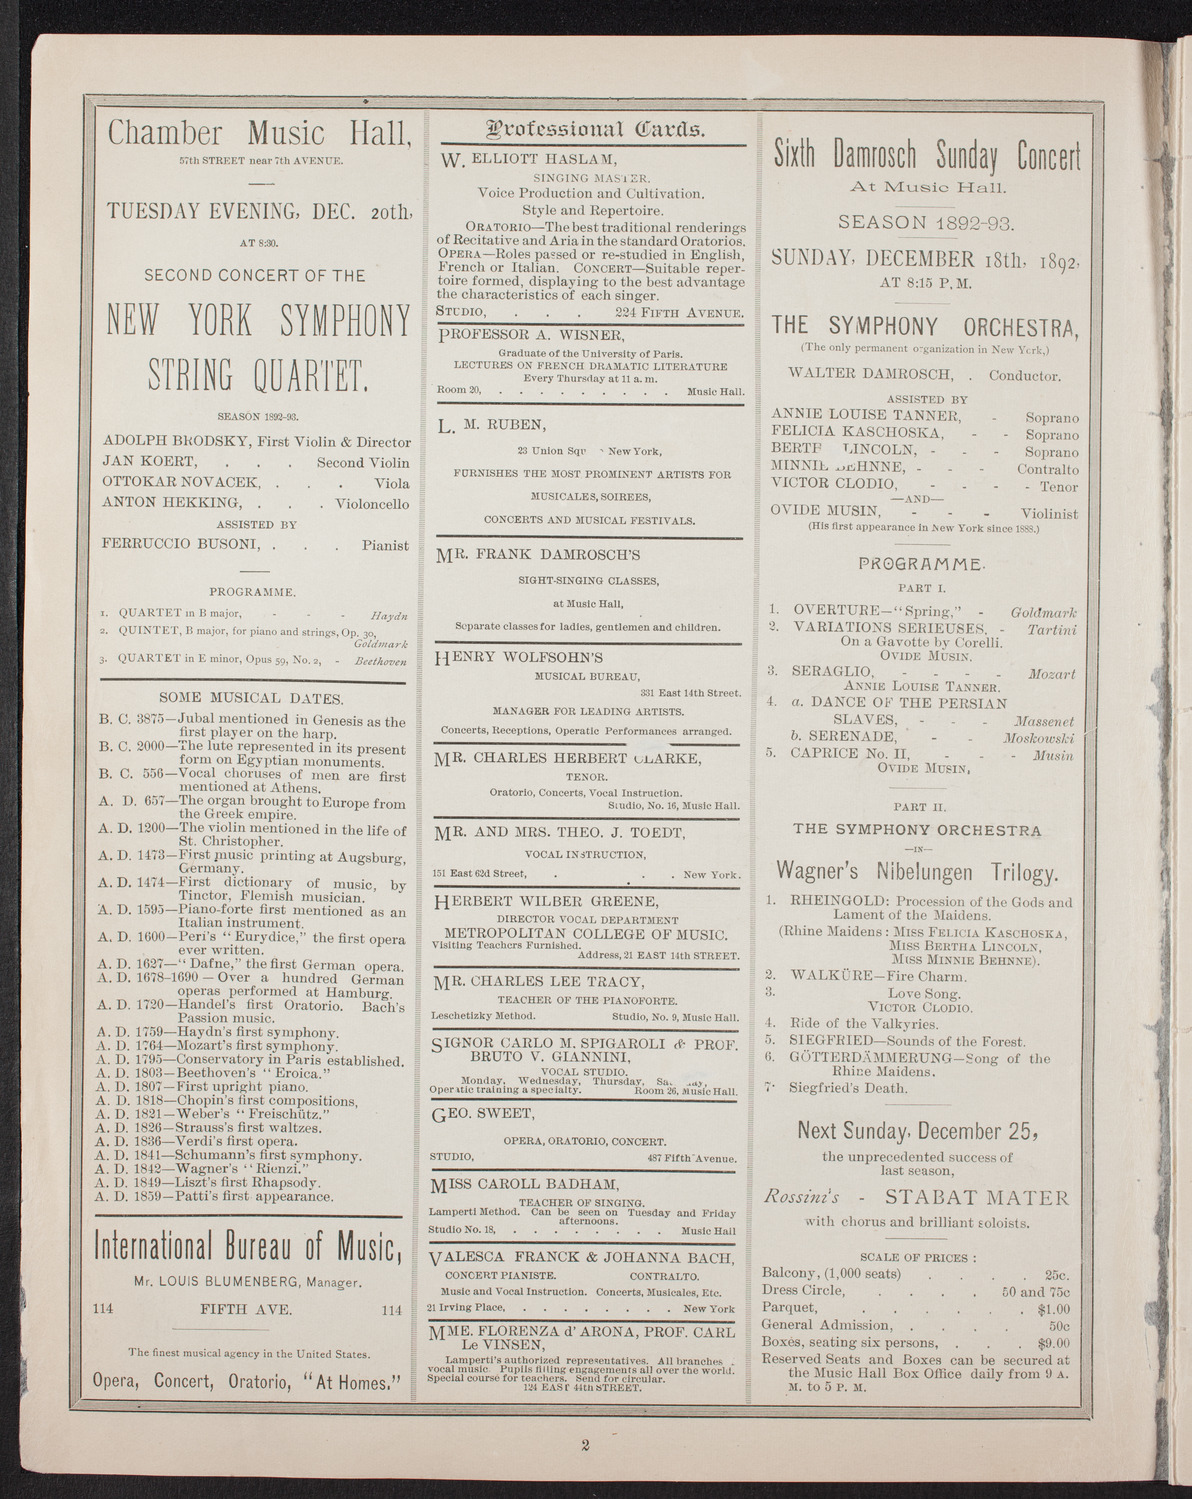 Chamber Music Hall,
57th STREET near 7th AVENUE.
TUESDAY EVENING, DEC. 20th,
AT 8:30.
SECOND CONCERT OF THE
NEW YORK SYMPHONY
STRING QUARTET.
SEASON 1892-93.
ADOLPH BRODSKY, First Violin & Director
JAN KOERT, . . . Second Violin
OTTOKAR NOVACEK, . . . Viola
ANTON HEKKING, . . . Violoncello
ASSISTED BY
FERRUCCIO BUSONI, . . . Pianist
PROGRAMME.
1. QUARTET in B major, - - - Haydn
2. QUINTET, B major, for piano and strings, Op. 30,
Goldmark
3. QUARTET in E minor, Opus 59, No. 2, - Beethoven
SOME MUSICAL DATES.
B. C. 3875—Jubal mentioned in Genesis as the
first player on the harp.
B. C. 2000—The lute represented in its present
form on Egyptian monuments.
B. C. 556—Vocal choruses of men are first
mentioned at Athens.
A. D. 657—The organ brought to Europe from
the Greek empire.
A. D. 1200—The violin mentioned in the life of
St. Christopher.
A. D. 1473—First music printing at Augsburg,
Germany.
A. D. 1474—First dictionary of music, by
Tinctor, Flemish musician.
A. D. 1595—Piano-forte first mentioned as an
Italian instrument.
A. D. 1600—Peri's "Eurydice," the first opera
ever written.
A. D. 1627—"Dafne," the first German opera.
A. D. 1678-1690—Over a hundred German
operas performed at Hamburg.
A. D. 1720—Handel's first Oratorio. Bach's
Passion music.
A. D. 1759—Haydn's first symphony.
A. D. 1764—Mozart's first symphony.
A. D. 1795—Conservatory in Paris established.
A. D. 1803—Beethoven's "Eroica."
A. D. 1807—First upright piano.
A. D. 1818—Chopin's first compositions,
A. D. 1821—Weber's "Freischütz."
A. D. 1826—Strauss's first waltzes.
A. D. 1836—Verdi's first opera.
A. D. 1841—Schumann's first symphony.
A. D. 1842—Wagner's "Rienzi."
A. D. 1849—Liszt's first Rhapsody.
A. D. 1859—Patti's first appearance.
International Bureau of Music,
Mr. LOUIS BLUMENBERG, Manager.
114 FIFTH AVE. 114
The finest musical agency in the United States.
Opera, Concert, Oratorio, "At Homes."
Professional Cards.
W. ELLIOTT HASLAM,
SINGING MASTER.
Voice Production and Cultivation.
Style and Repertoire.
ORATORIO—The best traditional renderings
of Recitative and Aria in the standard Oratorios.
OPERA—Roles passed or re-studied in English,
French or Italian. CONCERT—Suitable reper-
toire formed, displaying to the best advantage
the characteristics of each singer.
STUDIO, . . . 224 FIFTH AVENUE.
PROFESSOR A. WISNER,
Graduate of the University of Paris.
LECTURES ON FRENCH DRAMATIC LITERATURE
Every Thursday at 11 a. m.
Room 20, . . . . . . . . . Music Hall.
L. M. RUBEN,
23 Union New York,
FURNISHES THE MOST PROMINENT ARTISTS FOR
MUSICALES, SOIREES,
CONCERTS AND MUSICAL FESTIVALS.
MR. FRANK DAMROSCH'S
SIGHT-SINGING CLASSES,
at Music Hall,
Separate classes for ladies, gentlemen and children.
HENRY WOLFSOHN'S
MUSICAL BUREAU,
331 East 14th Street.
MANAGER FOR LEADING ARTISTS.
Concerts, Receptions, Operatic Performances arranged.
MR. CHARLES HERBERT CLARKE,
TENOR.
Oratorio, Concerts, Vocal Instruction.
Studio, No. 16, Music Hall.
MR. AND MRS. THEO. J. TOEDT,
VOCAL INSTRUCTION,
151 East 62d Street, . . . New York.
HERBERT WILBER GREENE,
DIRECTOR VOCAL DEPARTMENT
METROPOLITAN COLLEGE OF MUSIC.
Visiting Teachers Furnished.
Address, 21 EAST 14th STREET.
MR. CHARLES LEE TRACY,
TEACHER OF THE PIANOFORTE.
Leschetizky Method. Studio, No. 9, Music Hall.
SIGNOR CARLO M. SPIGAROLI & PROF.
BRUTO V. GIANNINI,
VOCAL STUDIO.
Monday, Wednesday, Thursday,
Operatic training a specialty. Room 26, Music Hall.
GEO. SWEET,
OPERA, ORATORIO, CONCERT.
STUDIO, 487 Fifth Avenue.
MISS CAROLL BADHAM,
TEACHER OF SINGING.
Lamperti Method. Can be seen on Tuesday and Friday
afternoons.
Studio No. 18, . . . . . . . . Music Hall
VALESCA FRANCK & JOHANNA BACH,
CONCERT PIANISTE. CONTRALTO.
Music and Vocal Instruction. Concerts, Musicales, Etc.
21 Irving Place, . . . . . . . . New York
MME. FLORENZA d'ARONA, PROF. CARL
Le VINSEN,
Lamperti's authorized representatives. All branches
vocal music. Pupils filling engagements all over the world.
Special course for teachers. Send for circular.
124 EAST 44th STREET.
Sixth Damrosch Sunday Concert
At Music Hall.
SEASON 1892-93.
SUNDAY, DECEMBER 18th, 1892,
AT 8:15 P. M.
THE SYMPHONY ORCHESTRA,
(The only permanent organization in New York,)
WALTER DAMROSCH, . Conductor.
ASSISTED BY
ANNIE LOUISE TANNER, - Soprano
FELICIA KASCHOSKA, - - Soprano
LINCOLN, - - - Soprano
MINNIE BEHNNE, - - - Contralto
VICTOR CLODIO, - - - - Tenor
—AND—
OVIDE MUSIN, - - - Violinist
(His first appearance in New York since 1888.)
PROGRAMME.
PART I.
1. OVERTURE—"Spring," - Goldmark
2. VARIATIONS SERIEUSES, - Tartini
On a Gavotte by Corelli.
OVIDE MUSIN.
3. SERAGLIO, - - - - Mozart
ANNIE LOUISE TANNER.
4. a. DANCE OF THE PERSIAN
SLAVES, - - - Massenet
b. SERENADE, - - Moskowski
5. CAPRICE No. II, - - - Musin
OVIDE MUSIN,
PART II.
THE SYMPHONY ORCHESTRA
—IN—
Wagner's Nibelungen Trilogy.
1. RHEINGOLD: Procession of the Gods and
Lament of the Maidens.
(Rhine Maidens: MISS FELICIA KASCHOSKA,
MISS BERTHA LINCOLN,
MISS MINNIE BEHNNE).
2. WALKÜRE—Fire Charm.
3. Love Song.
VICTOR CLODIO.
4. Ride of the Valkyries.
5. SIEGFRIED—Sounds of the Forest.
6. GÖTTERDÄMMERUNG—Song of the
Rhine Maidens.
7. Siegfried's Death.
Next Sunday, December 25,
the unprecedented success of
last season,
Rossini's - STABAT MATER
with chorus and brilliant soloists.
SCALE OF PRICES:
Balcony, (1,000 seats) . . . . 25c.
Dress Circle, . . . . 50 and 75c
Parquet, . . . . . . $1.00
General Admission, . . . . 50c
Boxes, seating six persons, . . . $9.00
Reserved Seats and Boxes can be secured at
the Music Hall Box Office daily from 9 A.
M. to 5 P. M.
2